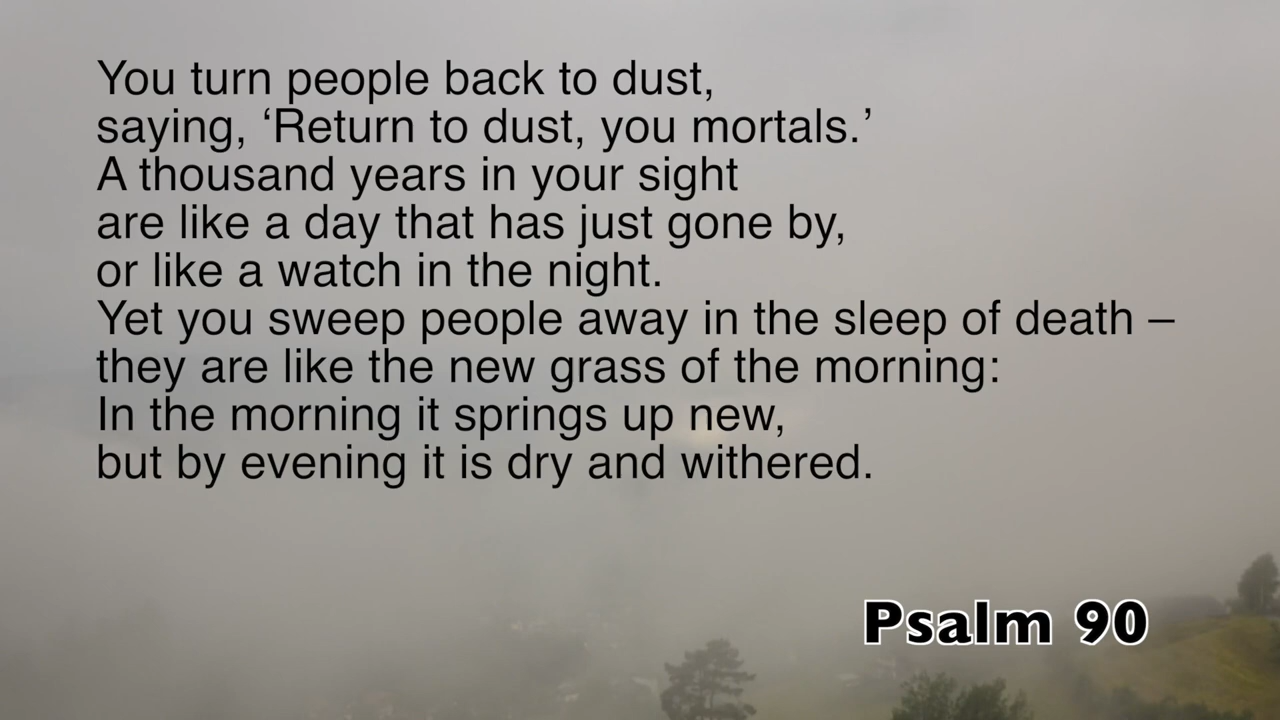 You turn people back to dust,
saying, ‘Return to dust, you mortals.’
A thousand years in your sight
are like a day that has just gone by,
or like a watch in the night.
Yet you sweep people away in the sleep of death –
they are like the new grass of the morning:
In the morning it springs up new,
but by evening it is dry and withered.
Psalm 90